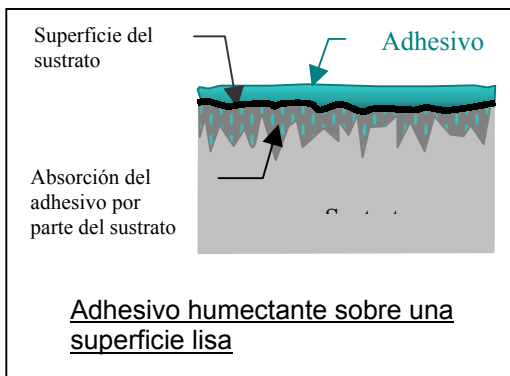 Superficie del
sustrato
Adhesivo
Absorción del
adhesivo por
parte del sustrato
Adhesivo humectante sobre una
superficie lisa